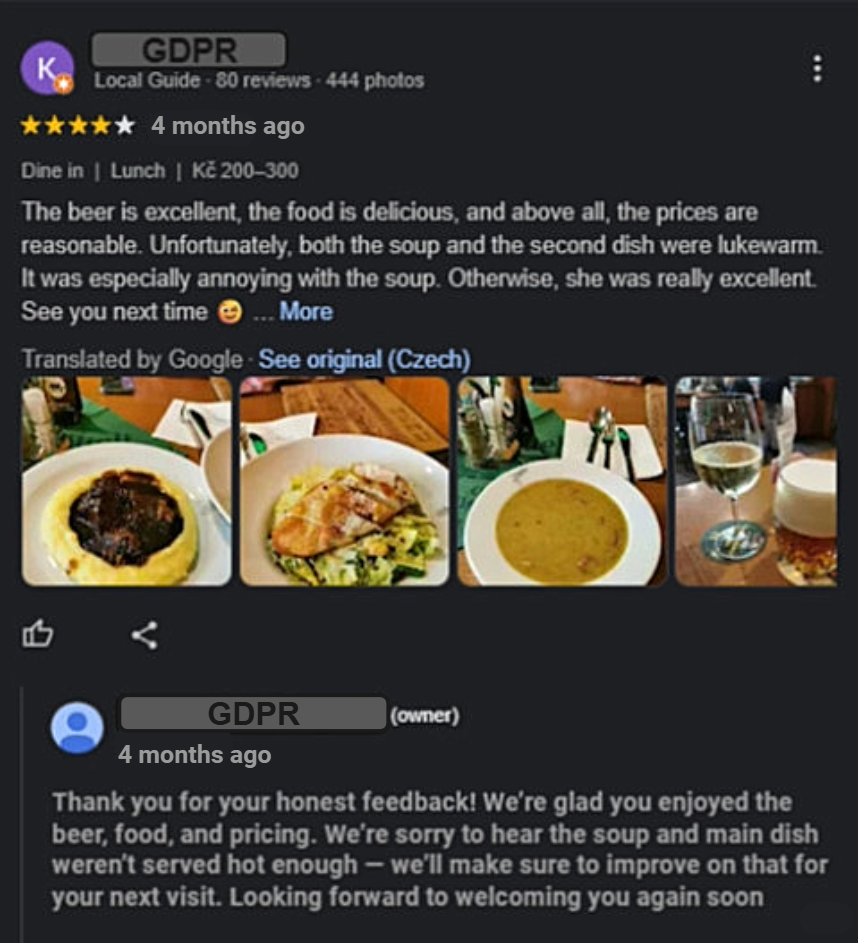 GDPR
K
Local Guide · 80 reviews · 444 photos
4 months ago
Dine in | Lunch | Kč 200–300
The beer is excellent, the food is delicious, and above all, the prices are
reasonable. Unfortunately, both the soup and the second dish were lukewarm.
It was especially annoying with the soup. Otherwise, she was really excellent.
See you next time 😉 ... More
Translated by Google · See original (Czech)
GDPR (owner)
4 months ago
Thank you for your honest feedback! We’re glad you enjoyed the
beer, food, and pricing. We’re sorry to hear the soup and main dish
weren’t served hot enough — we’ll make sure to improve on that for
your next visit. Looking forward to welcoming you again soon